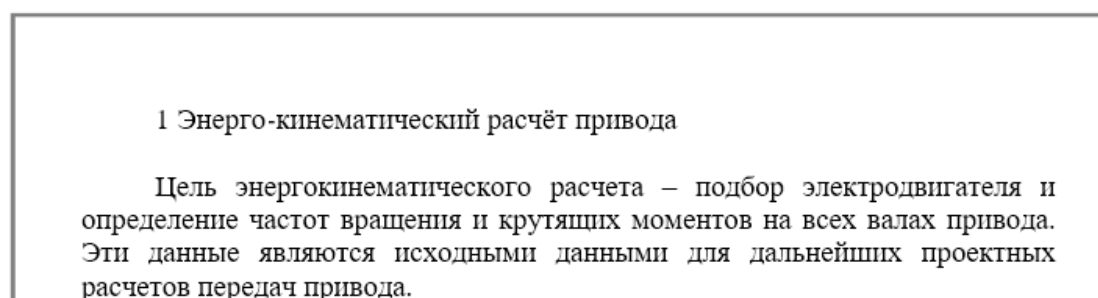 1 Энерго-кинематический расчёт привода
Цель энергокинематического расчета – подбор электродвигателя и
определение частот вращения и крутящих моментов на всех валах привода.
Эти данные являются исходными данными для дальнейших проектных
расчетов передач привода.